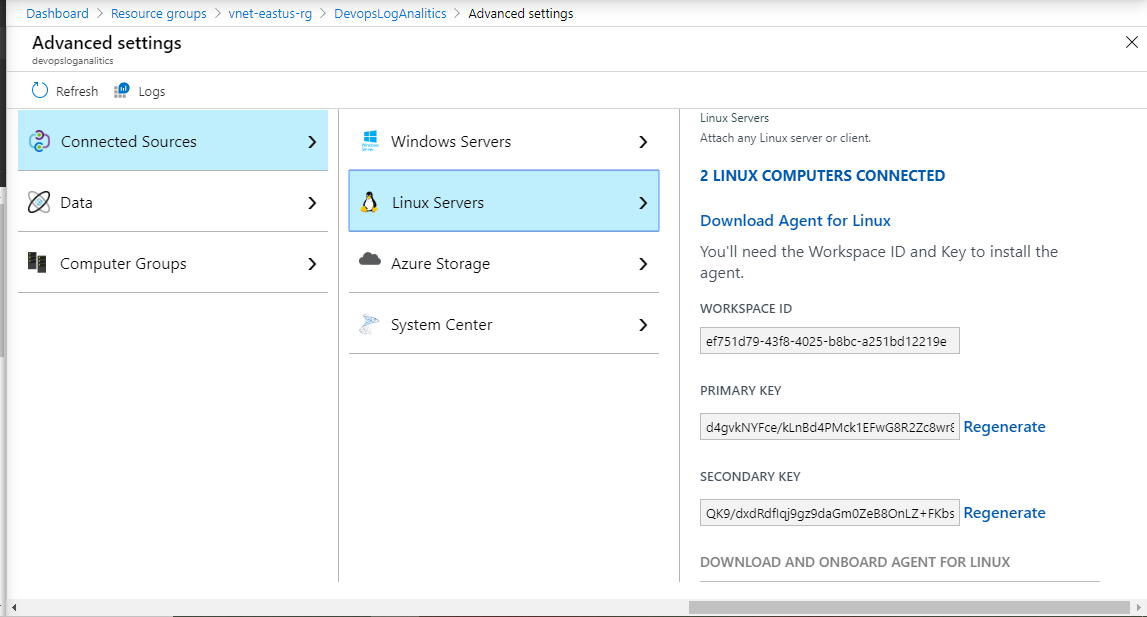 Dashboard > Resource groups > vnet-eastus-rg > DevopsLogAnalitics > Advanced settings
Advanced settings
devopsloganalitics
Refresh Logs
Connected Sources
Data
Computer Groups
Windows Servers
Linux Servers
Azure Storage
System Center
Linux Servers
Attach any Linux server or client.
2 LINUX COMPUTERS CONNECTED
Download Agent for Linux
You'll need the Workspace ID and Key to install the
agent.
WORKSPACE ID
ef751d79-43f8-4025-b8bc-a251bd12219e
PRIMARY KEY
d4gvkNYFce/kLnBd4PMck1EFwG8R2Zc8wr8 Regenerate
SECONDARY KEY
QK9/dxdRdfIqj9gz9daGm0ZeB8OnLZ+FKbs Regenerate
DOWNLOAD AND ONBOARD AGENT FOR LINUX